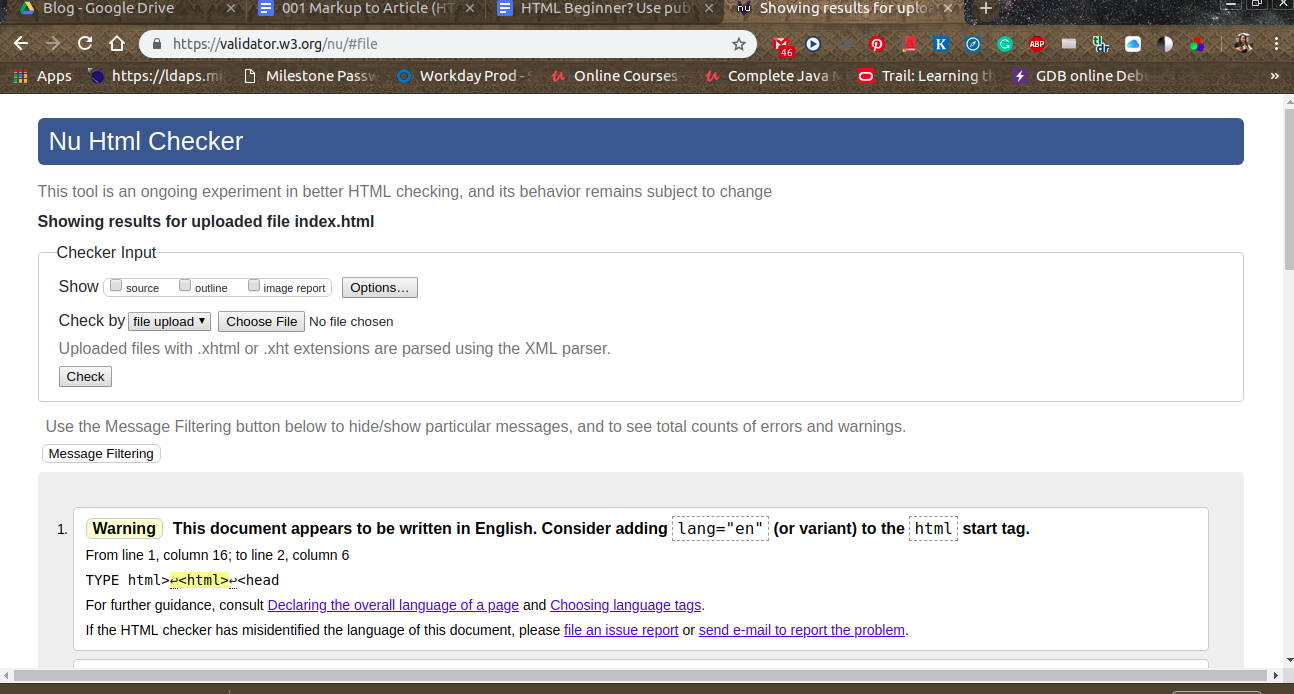 Blog - Google Drive
001 Markup to Article (HT
HTML Beginner? Use pub
Showing results for uplo
https://validator.w3.org/nu/#file
46
ABP
Apps
https://ldaps.mi
Milestone Passw
Workday Prod - S
Online Courses
Complete Java M
Trail: Learning th
GDB online Debu
»
Nu Html Checker
This tool is an ongoing experiment in better HTML checking, and its behavior remains subject to change
Showing results for uploaded file index.html
Checker Input
Show source outline image report Options...
Check by file upload Choose File No file chosen
Uploaded files with .xhtml or .xht extensions are parsed using the XML parser.
Check
Use the Message Filtering button below to hide/show particular messages, and to see total counts of errors and warnings.
Message Filtering
1. Warning This document appears to be written in English. Consider adding lang="en" (or variant) to the html start tag.
From line 1, column 16; to line 2, column 6
TYPE html>↩<html>↩<head
For further guidance, consult Declaring the overall language of a page and Choosing language tags.
If the HTML checker has misidentified the language of this document, please file an issue report or send e-mail to report the problem.